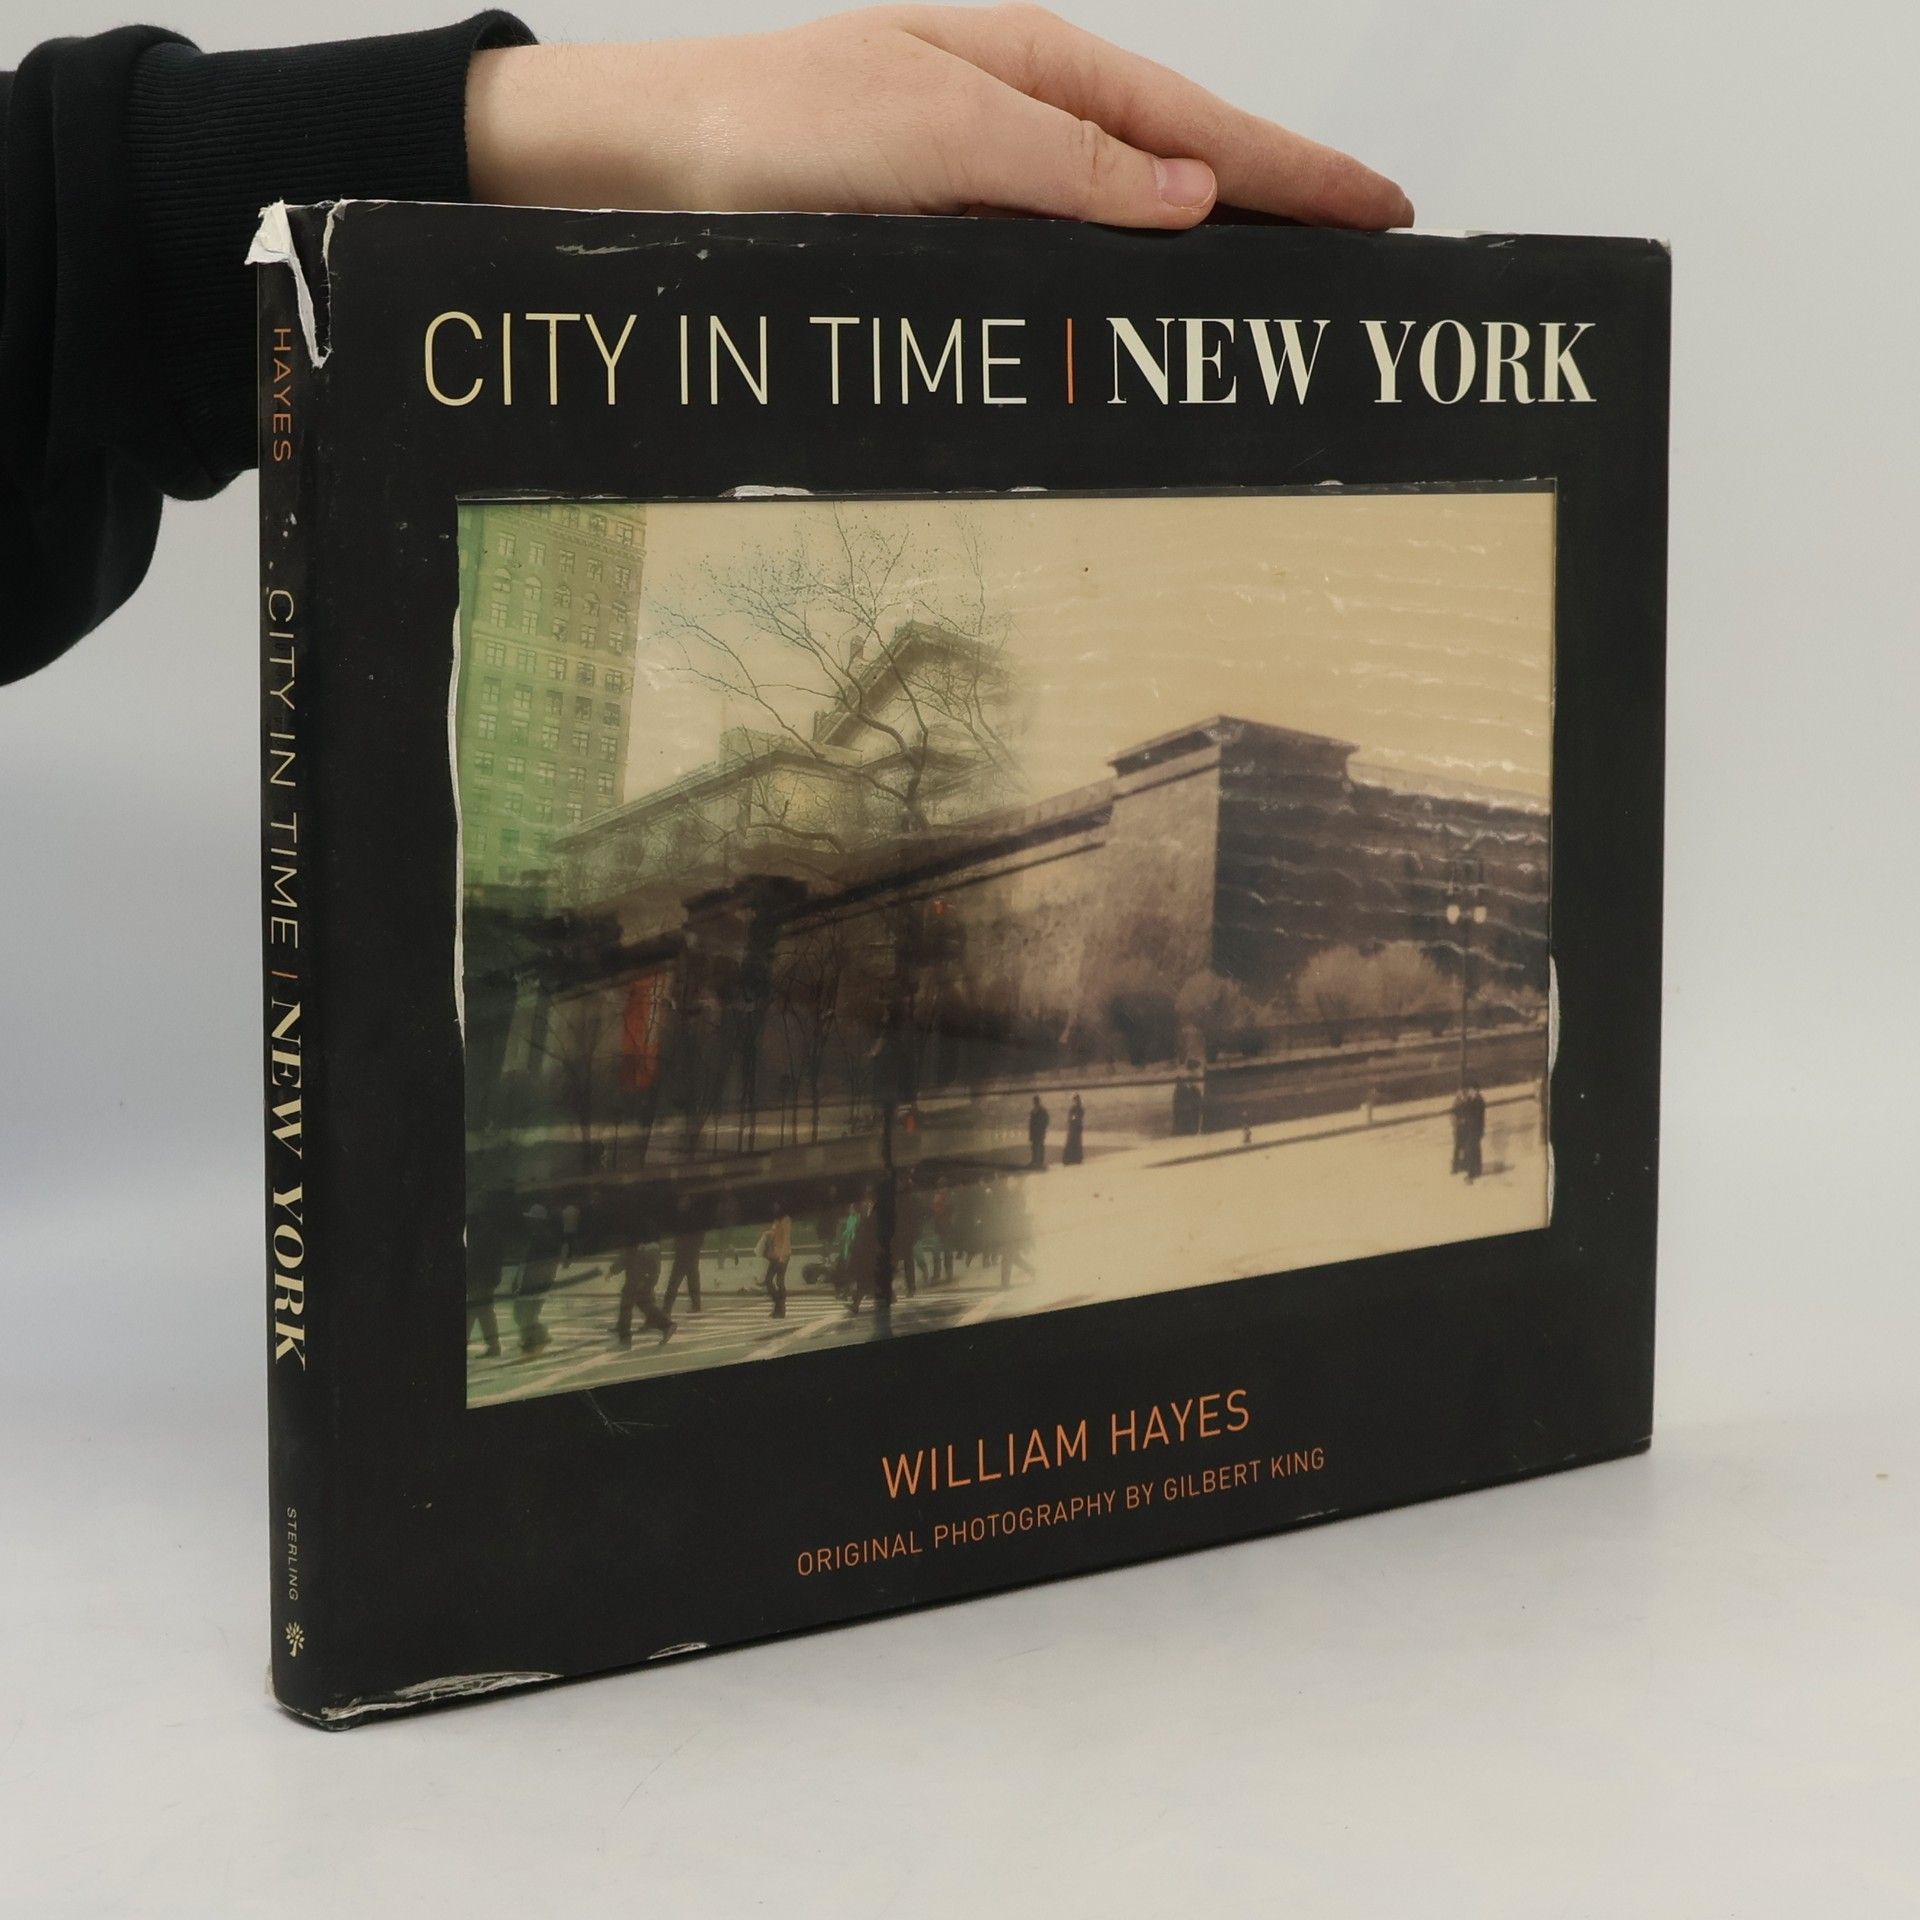 CITY IN TIME | NEW YORK
WILLIAM HAYES
ORIGINAL PHOTOGRAPHY BY GILBERT KING
HAYES
CITY IN TIME | NEW YORK
STERLING